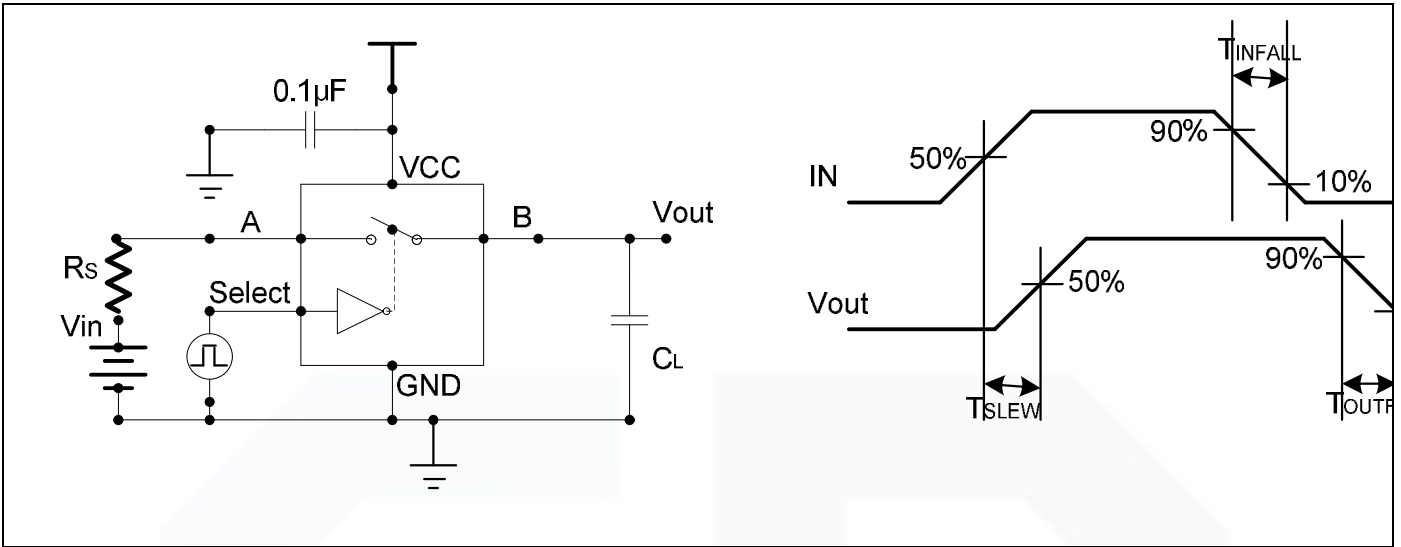 0.1µF
VCC
A
B
Vout
RS
Select
Vin
CL
GND
TINFALL
90%
50%
IN
10%
90%
50%
Vout
TSLEW